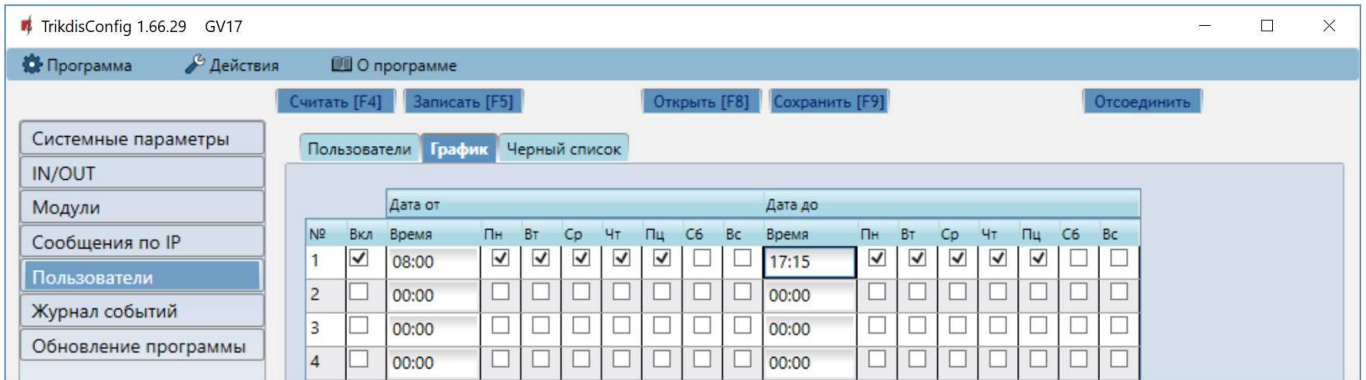 TrikdisConfig 1.66.29 GV17
Программа Действия О программе
Считать [F4] Записать [F5] Открыть [F8] Сохранить [F9] Отсоединить
Системные параметры
IN/OUT
Модули
Сообщения по IP
Пользователи
Журнал событий
Обновление программы
Пользователи График Черный список
Дата от Дата до
№ Вкл Время Пн Вт Ср Чт Пц Сб Вс Время Пн Вт Ср Чт Пц Сб Вс
1 08:00 17:15
2 00:00 00:00
3 00:00 00:00
4 00:00 00:00